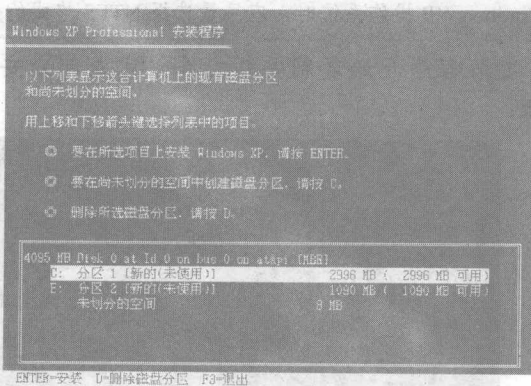 Windows XP Professional 安装程序
以下列表显示这台计算机上的现有磁盘分区
和尚未划分的空间。
用上移和下移箭头键选择列表中的项目。
◎ 要在所选项目上安装 Windows XP，请按 ENTER。
◎ 要在尚未划分的空间中创建磁盘分区，请按 C。
◎ 删除所选磁盘分区，请按 D。
4095 MB Disk 0 at Id 0 on bus 0 on atapi [MBR]
C: 分区 1 [新的(未使用)] 2996 MB ( 2996 MB 可用)
E: 分区 2 [新的(未使用)] 1090 MB ( 1090 MB 可用)
未划分的空间 8 MB
ENTER=安装 D=删除磁盘分区 F3=退出